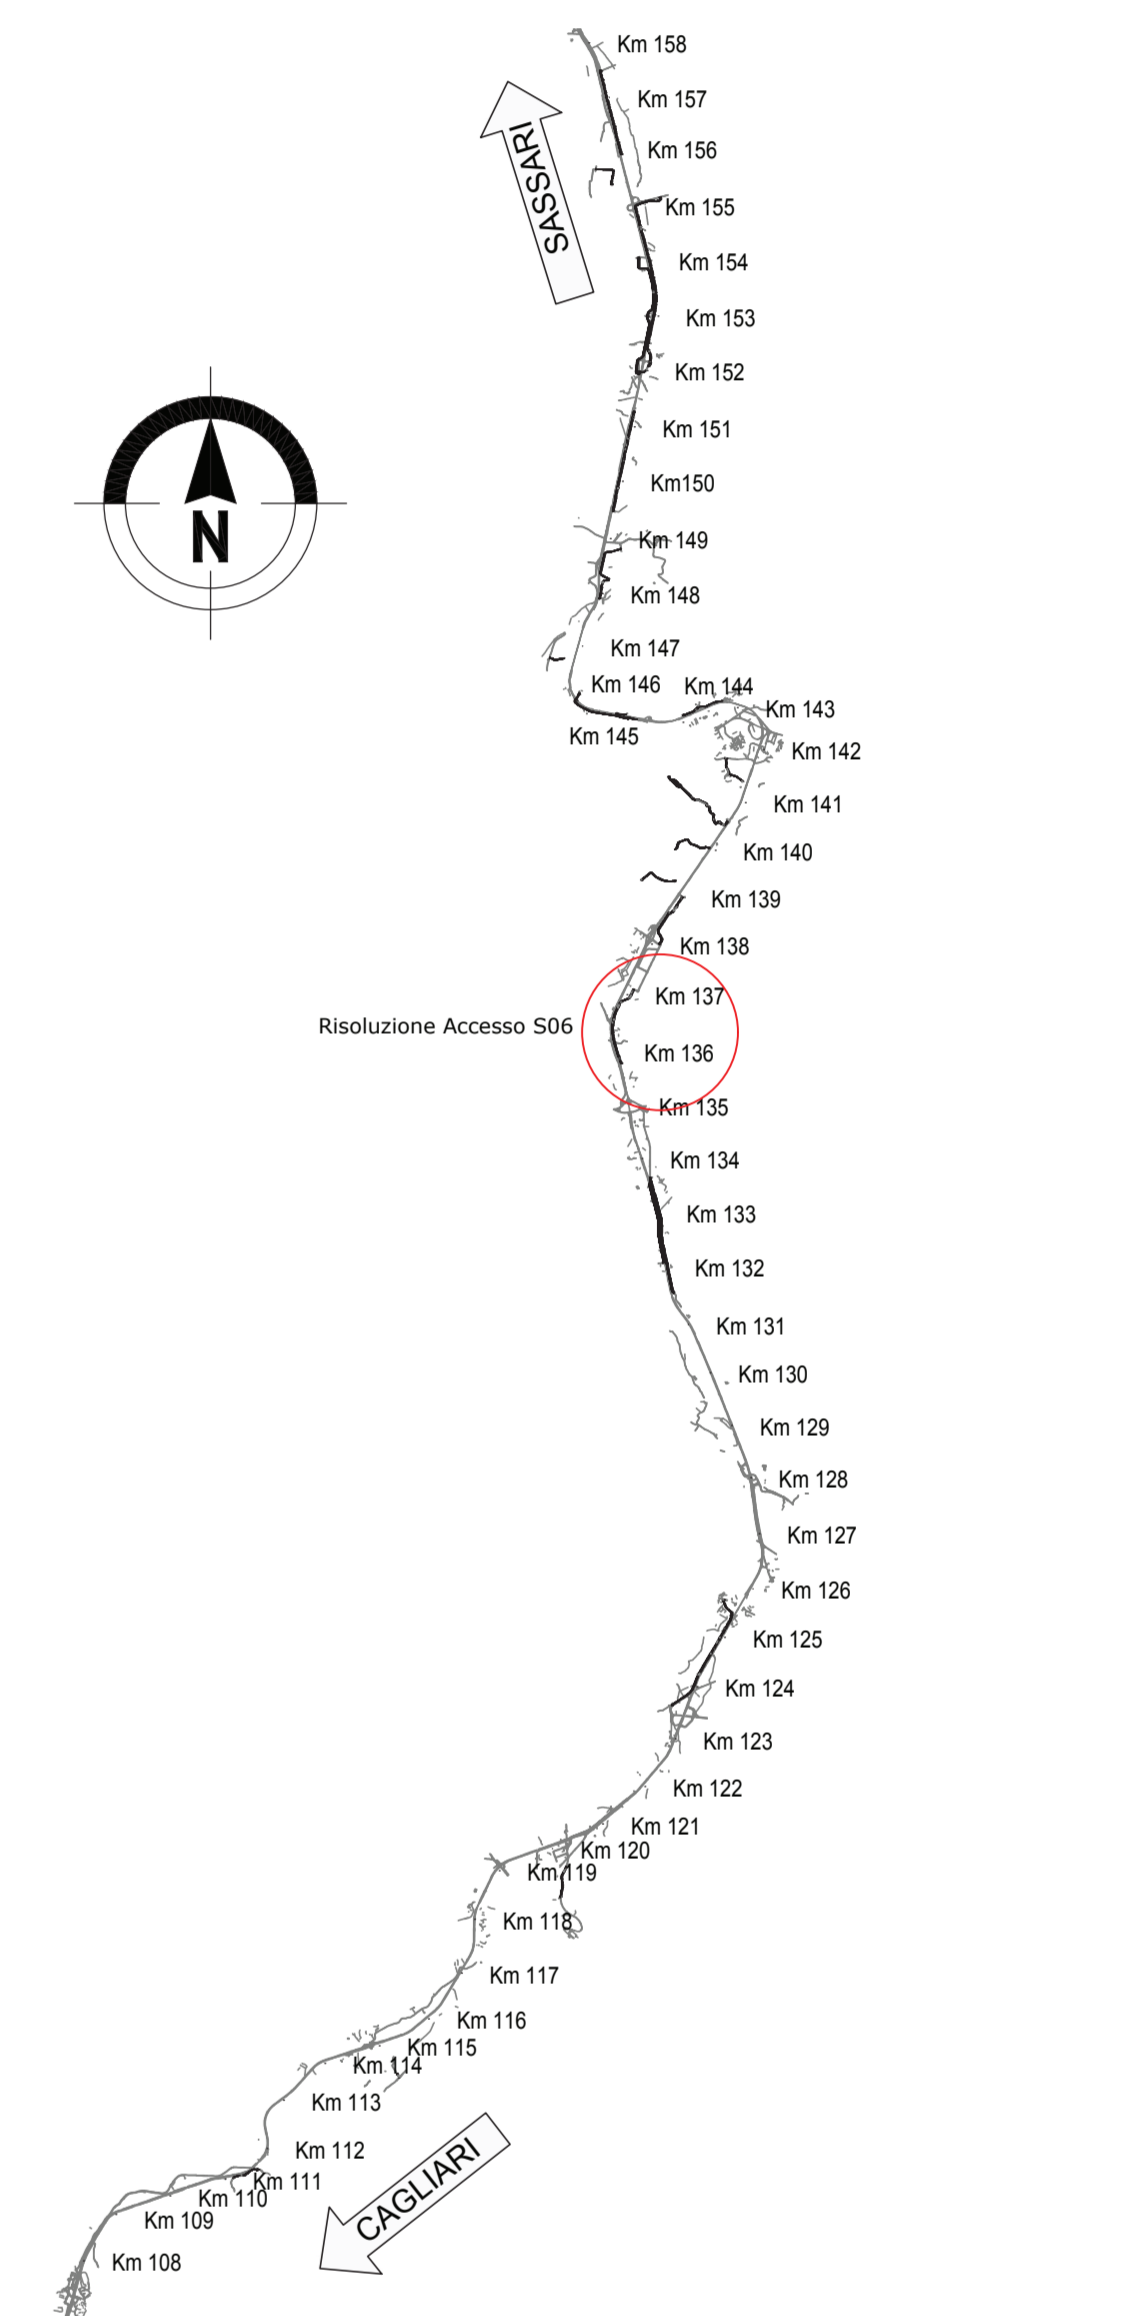 Km 158
Km 157
Km 156
SASSARI
Km 155
Km 154
Km 153
Km 152
Km 151
Km150
N
Km 149
Km 148
Km 147
Km 146
Km 144
Km 143
Km 145
Km 142
Km 141
Km 140
Km 139
Km 138
Km 137
Risoluzione Accesso S06
Km 136
Km 135
Km 134
Km 133
Km 132
Km 131
Km 130
Km 129
Km 128
Km 127
Km 126
Km 125
Km 124
Km 123
Km 122
Km 121
Km 120
Km 119
Km 118
Km 117
Km 116
Km 115
Km 114
Km 113
Km 112
CAGLIARI
Km 111
Km 110
Km 109
Km 108